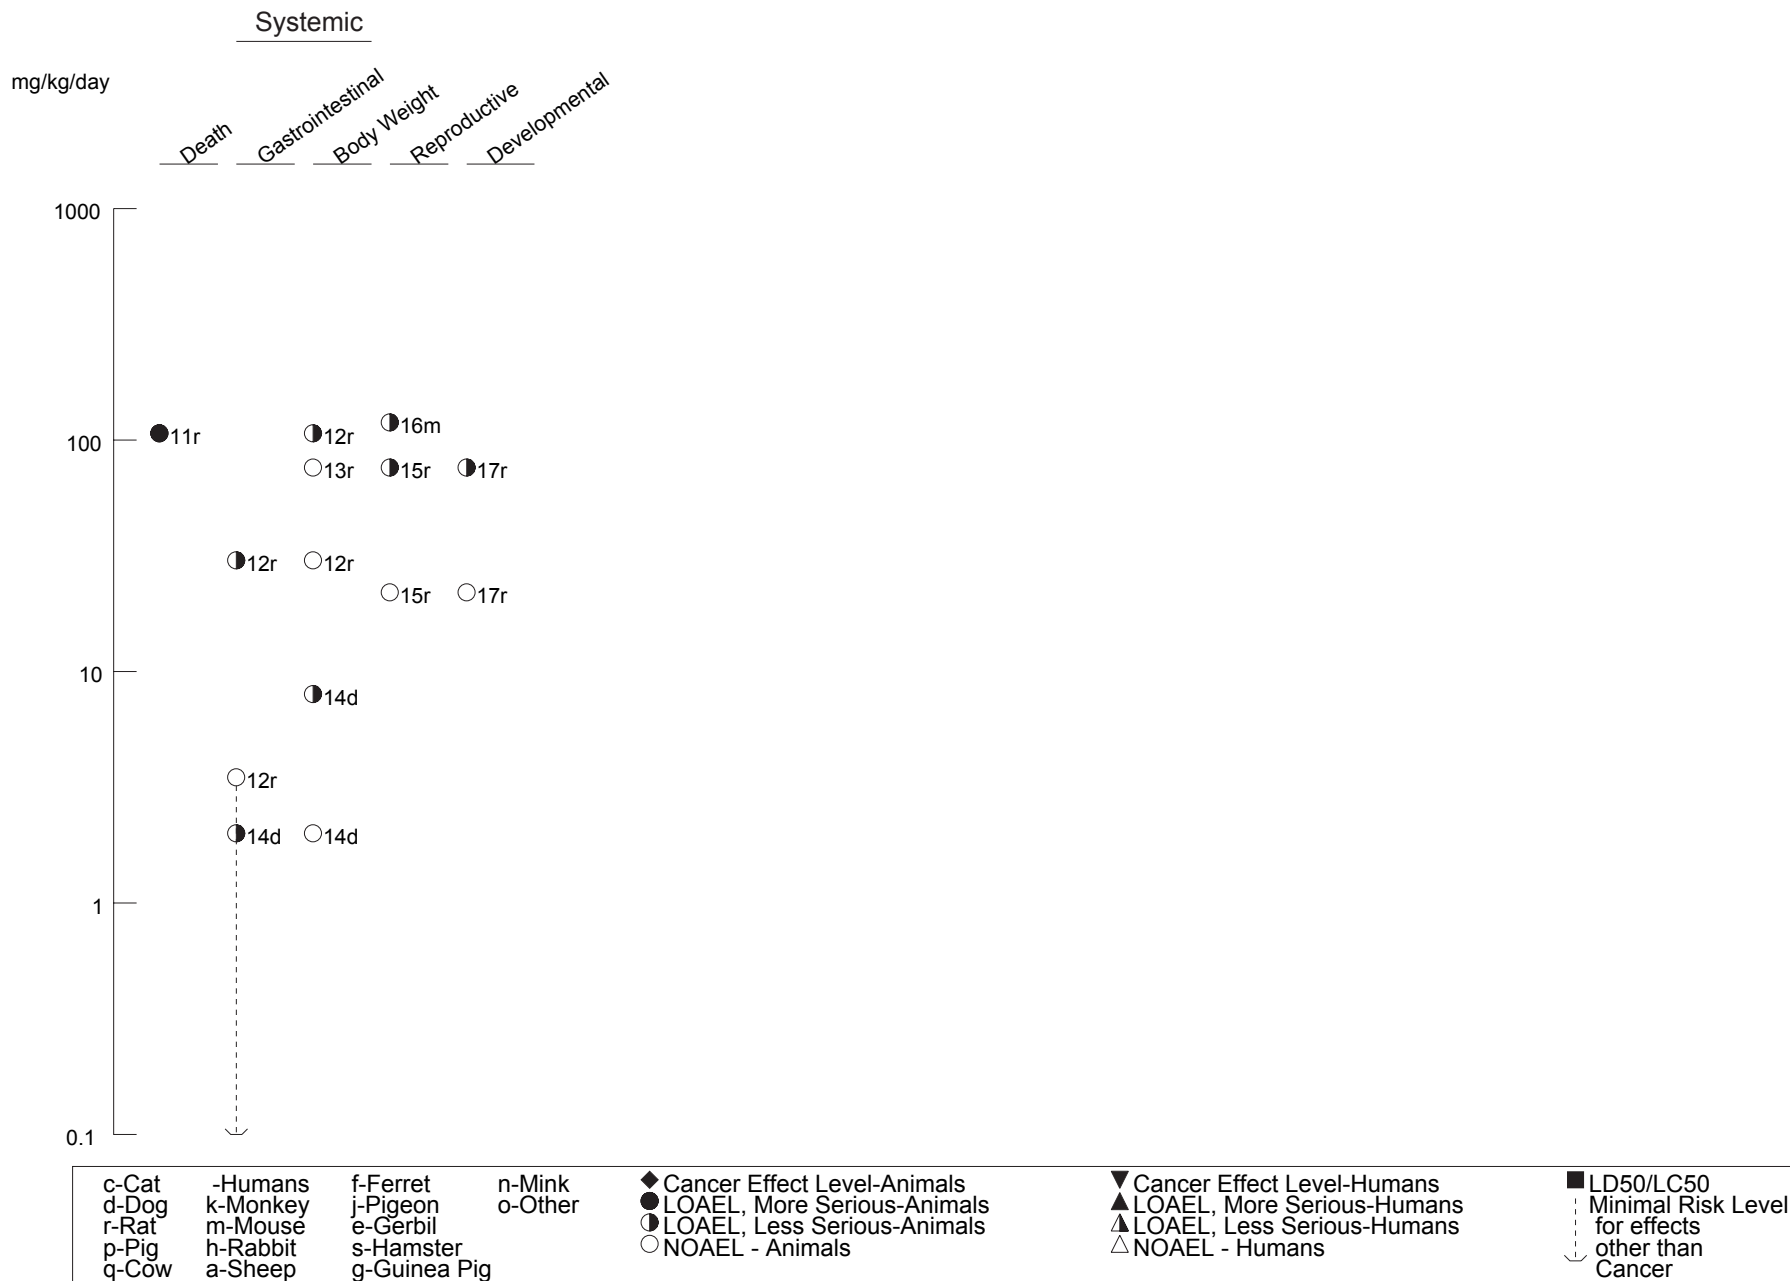 Systemic
mg/kg/day
Death Gastrointestinal Body Weight Reproductive Developmental
1000
16m
11r 12r
100
13r 15r 17r
12r 12r
15r 17r
10
14d
12r
14d 14d
1
0.1
c-Cat -Humans f-Ferret n-Mink Cancer Effect Level-Animals Cancer Effect Level-Humans LD50/LC50
d-Dog k-Monkey j-Pigeon o-Other LOAEL, More Serious-Animals LOAEL, More Serious-Humans Minimal Risk Level
r-Rat m-Mouse e-Gerbil LOAEL, Less Serious-Animals LOAEL, Less Serious-Humans for effects
p-Pig h-Rabbit s-Hamster NOAEL - Animals NOAEL - Humans other than
q-Cow a-Sheep g-Guinea Pig Cancer